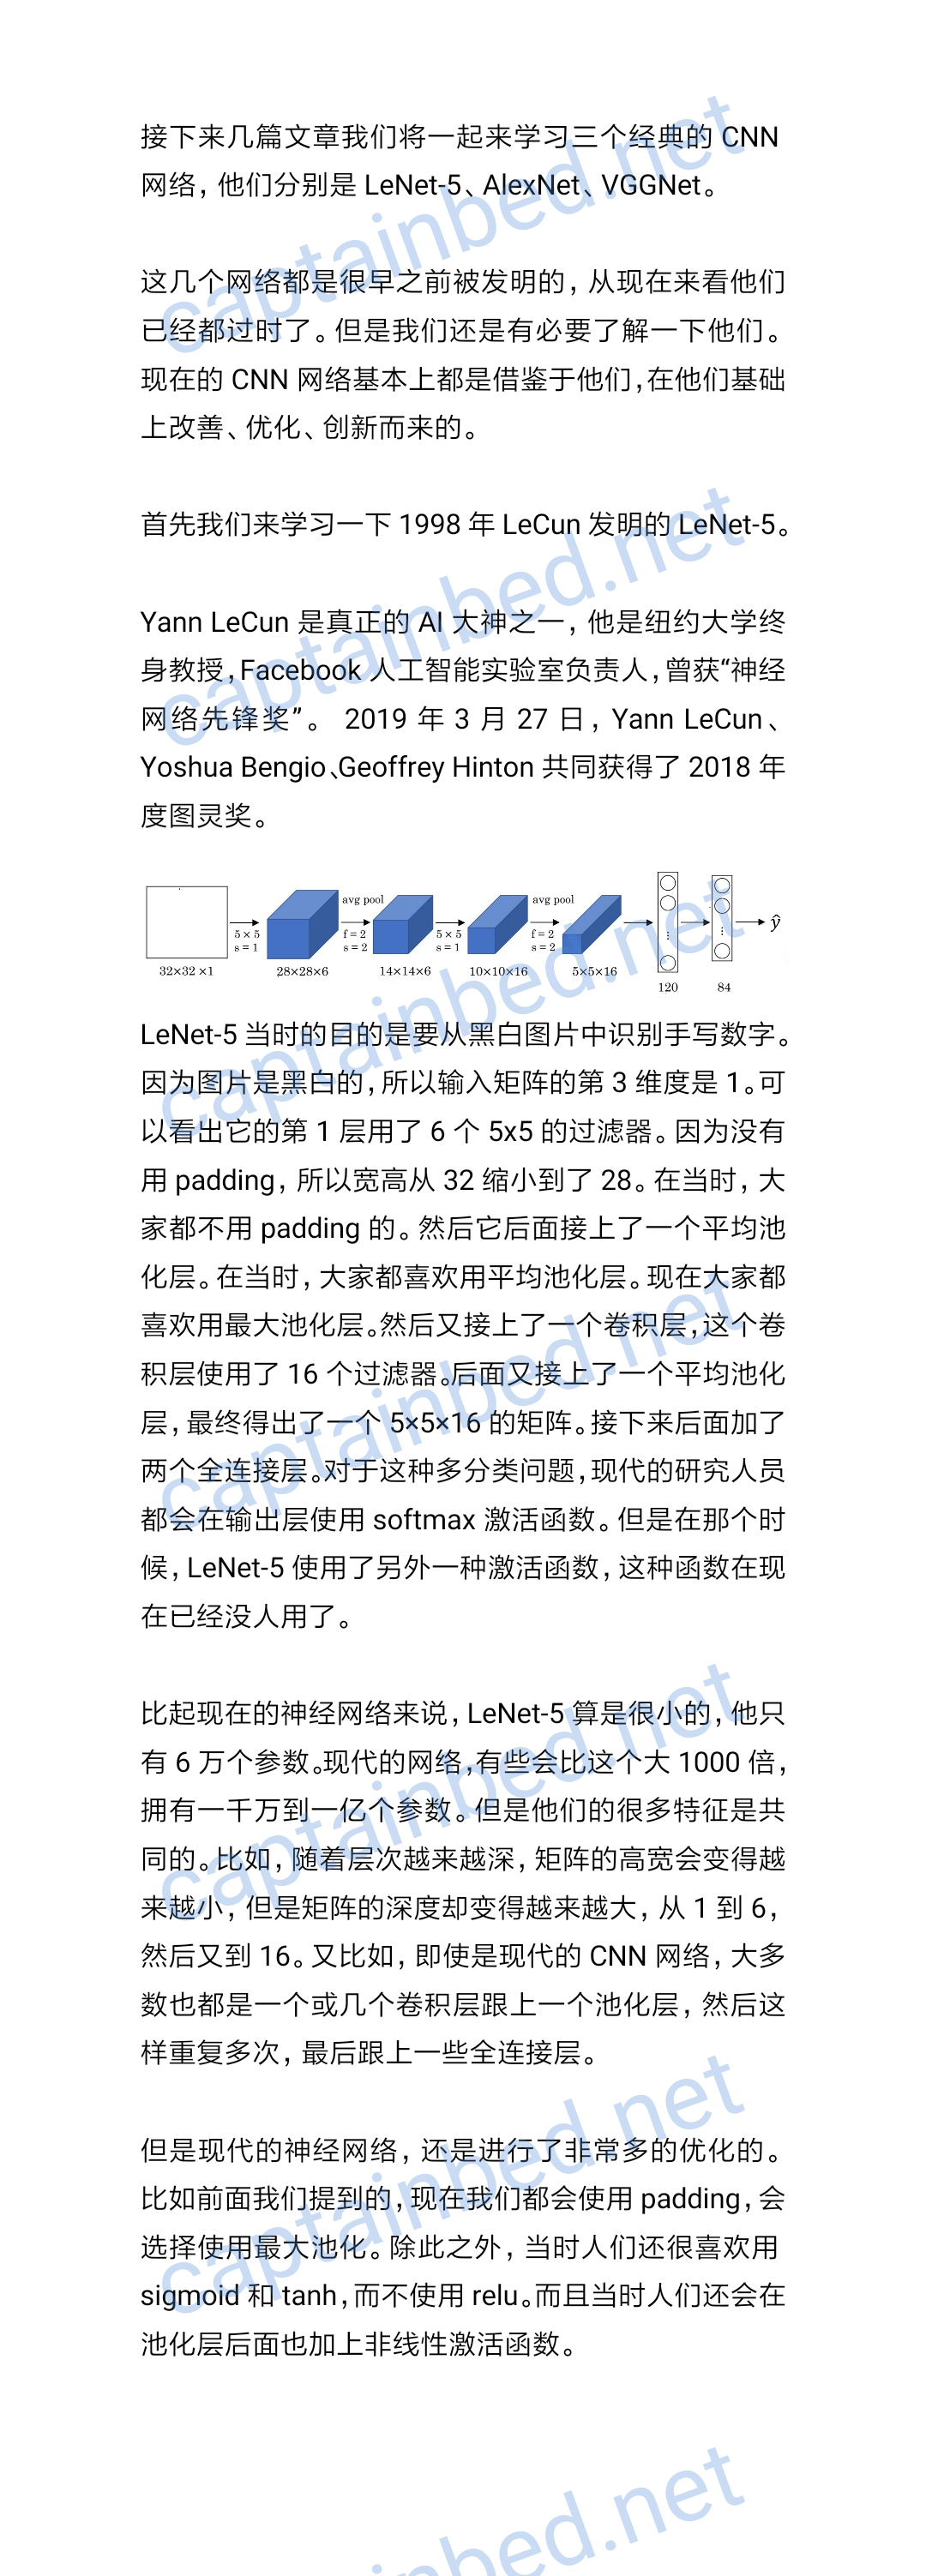 接下来几篇文章我们将一起来学习三个经典的 CNN
网络，他们分别是 LeNet-5、AlexNet、VGGNet。
这几个网络都是很早之前被发明的，从现在来看他们
已经都过时了。但是我们还是有必要了解一下他们。
现在的 CNN 网络基本上都是借鉴于他们，在他们基础
上改善、优化、创新而来的。
首先我们来学习一下 1998 年 LeCun 发明的 LeNet-5。
Yann LeCun 是真正的 AI 大神之一，他是纽约大学终
身教授，Facebook 人工智能实验室负责人，曾获“神经
网络先锋奖”。 2019 年 3 月 27 日，Yann LeCun、
Yoshua Bengio、Geoffrey Hinton 共同获得了 2018 年
度图灵奖。
avg pool avg pool
5 × 5 f = 2 5 × 5 f = 2 ŷ
s = 1 s = 2 s = 1 s = 2
32×32 ×1 28×28×6 14×14×6 10×10×16 5×5×16
120 84
LeNet-5 当时的目的是要从黑白图片中识别手写数字。
因为图片是黑白的，所以输入矩阵的第 3 维度是 1。可
以看出它的第 1 层用了 6 个 5x5 的过滤器。因为没有
用 padding，所以宽高从 32 缩小到了 28。在当时，大
家都不用 padding 的。然后它后面接上了一个平均池
化层。在当时，大家都喜欢用平均池化层。现在大家都
喜欢用最大池化层。然后又接上了一个卷积层，这个卷
积层使用了 16 个过滤器。后面又接上了一个平均池化
层，最终得出了一个 5×5×16 的矩阵。接下来后面加了
两个全连接层。对于这种多分类问题，现代的研究人员
都会在输出层使用 softmax 激活函数。但是在那个时
候，LeNet-5 使用了另外一种激活函数，这种函数在现
在已经没人用了。
比起现在的神经网络来说，LeNet-5 算是很小的，他只
有 6 万个参数。现代的网络，有些会比这个大 1000 倍，
拥有一千万到一亿个参数。但是他们的很多特征是共
同的。比如，随着层次越来越深，矩阵的高宽会变得越
来越小，但是矩阵的深度却变得越来越大，从 1 到 6，
然后又到 16。又比如，即使是现代的 CNN 网络，大多
数也都是一个或几个卷积层跟上一个池化层，然后这
样重复多次，最后跟上一些全连接层。
但是现代的神经网络，还是进行了非常多的优化的。
比如前面我们提到的，现在我们都会使用 padding，会
选择使用最大池化。除此之外，当时人们还很喜欢用
sigmoid 和 tanh，而不使用 relu。而且当时人们还会在
池化层后面也加上非线性激活函数。
captainbed.net
captainbed.net
captainbed.net
captainbed.net
captainbed.net
captainbed.net
captainbed.net